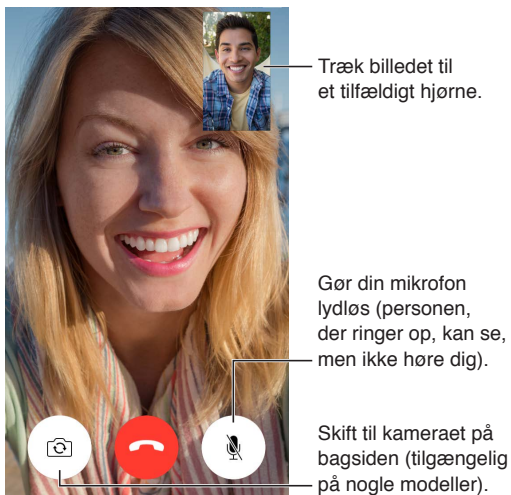 Træk billedet til
et tilfældigt hjørne.
Gør din mikrofon
lydløs (personen,
der ringer op, kan se,
men ikke høre dig).
Skift til kameraet på
bagsiden (tilgængelig
på nogle modeller).